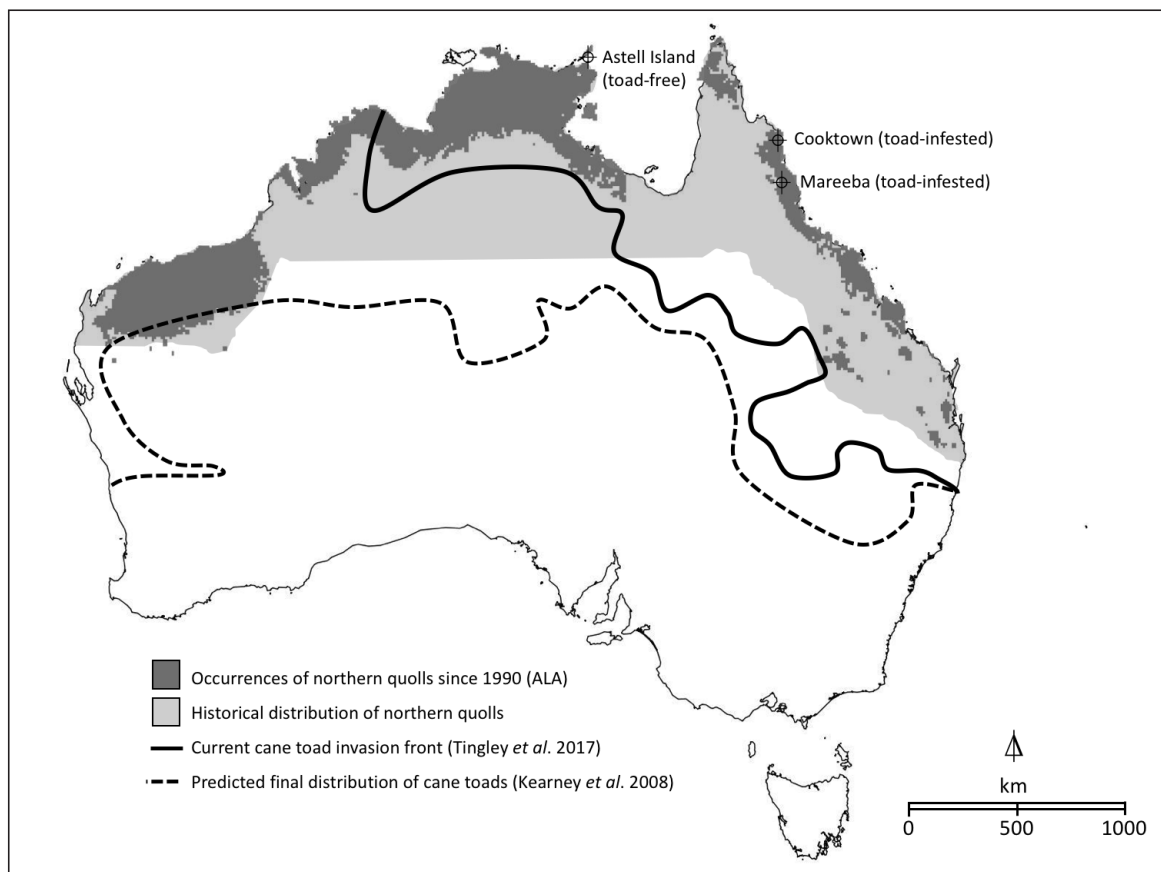 Astell Island
(toad-free)
Cooktown (toad-infested)
Mareeba (toad-infested)
Occurrences of northern quolls since 1990 (ALA)
Historical distribution of northern quolls
Current cane toad invasion front (Tingley et al. 2017)
Predicted final distribution of cane toads (Kearney et al. 2008)
km
0 500 1000